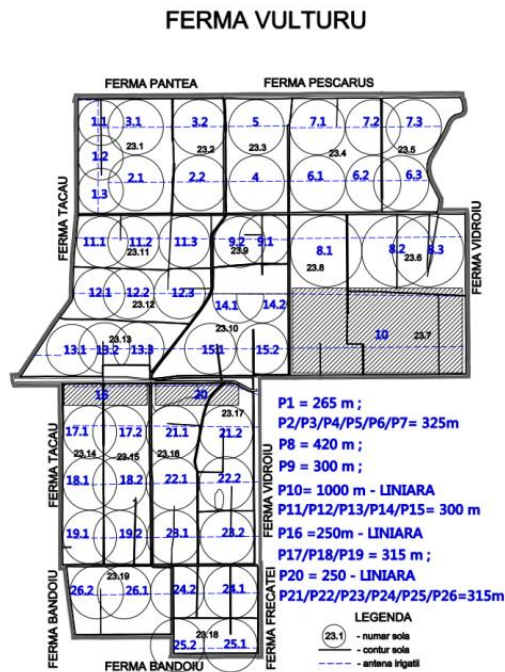 FERMA VULTURU
FERMA PANTEA FERMA PESCARUS
1.1 3.1 3.2 5 7.1 7.2 7.3
23.1 23.2 23.3 23.4 23.5
1.2
2.1 2.2 4 6.1 6.2 6.3
1.3
FERMA TACAU
FERMA VIDROIU
11.1 11.2 11.3 9.2 9.1 8.1 8.2 8.3
23.11 23.9 23.8 23.6
12.1 12.2 12.3 14.1 14.2
23.12 23.10
23.13 10 23.7
13.1 13.2 13.3 15.1 15.2
16 20
23.17
17.1 17.2 21.1 21.2
23.14 23.15 23.16
18.1 18.2 22.1 22.2
19.1 19.2 23.1 23.2
FERMA TACAU
FERMA VIDROIU
23.19
26.2 26.1 24.2 24.1
23.18
25.2 25.1
FERMA BANDOIU
FERMA FRECATEI
FERMA BANDOIU
P1 = 265 m ;
P2/P3/P4/P5/P6/P7= 325m
P8 = 420 m ;
P9 = 300 m ;
P10= 1000 m - LINIARA
P11/P12/P13/P14/P15= 300 m
P16 =250m - LINIARA
P17/P18/P19 = 315 m ;
P20 = 250 - LINIARA
P21/P22/P23/P24/P25/P26=315m
LEGENDA
23.1 - numar sola
- contur sola
- antena irigatii